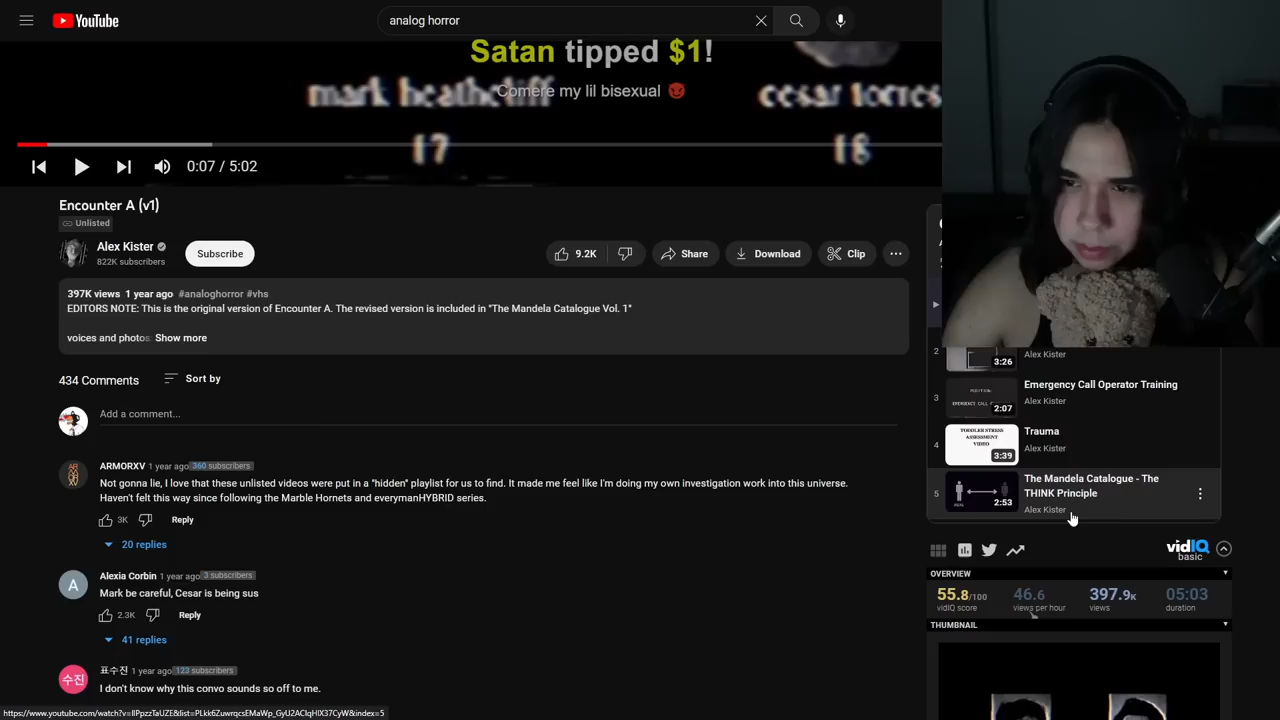 YouTube
analog horror
Satan tipped $1!
Comere my lil bisexual 😈
mark heathcliff
cesar torres
17
18
0:07 / 5:02
Encounter A (v1)
Unlisted
Alex Kister
822K subscribers
Subscribe
9.2K
Share
Download
Clip
397K views 1 year ago #analoghorror #vhs
EDITORS NOTE: This is the original version of Encounter A. The revised version is included in "The Mandela Catalogue Vol. 1"
voices and photos: Show more
434 Comments
Sort by
Add a comment...
ARMORXV 1 year ago 360 subscribers
Not gonna lie, I love that these unlisted videos were put in a "hidden" playlist for us to find. It made me feel like I'm doing my own investigation work into this universe.
Haven't felt this way since following the Marble Hornets and everymanHYBRID series.
3K Reply
20 replies
A
Alexia Corbin 1 year ago 3 subscribers
Mark be careful, Cesar is being sus
2.3K Reply
41 replies
수진
표수진 1 year ago 123 subscribers
I don't know why this convo sounds so off to me.
2
3:26
Alex Kister
3
2:07
Emergency Call Operator Training
Alex Kister
4
TODDLER STRESS
ASSESSMENT
VIDEO
3:39
Trauma
Alex Kister
5
2:53
The Mandela Catalogue - The
THINK Principle
Alex Kister
vidIQ
basic
OVERVIEW
55.8/100
vidIQ score
46.6
views per hour
397.9K
views
05:03
duration
THUMBNAIL